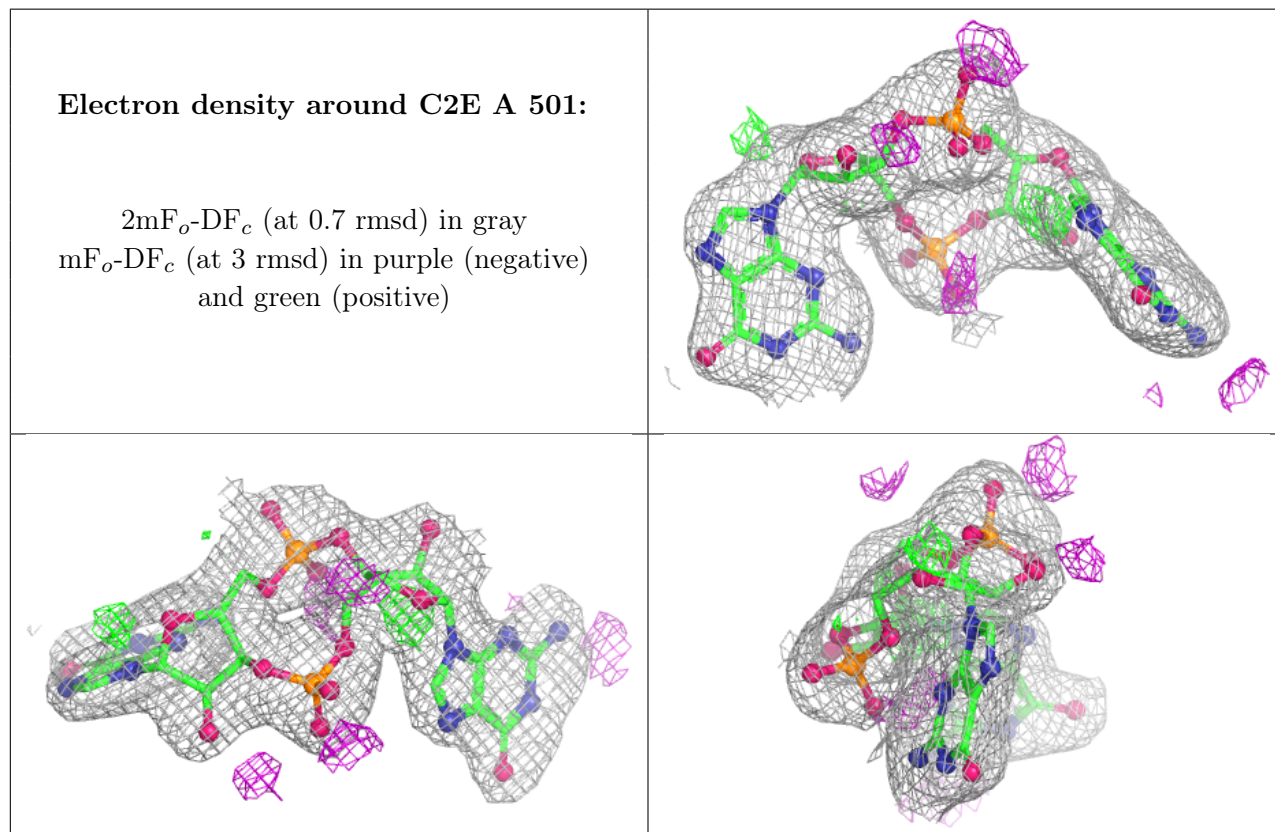 Electron density around C2E A 501:
2mFₒ-DF𝒸 (at 0.7 rmsd) in gray
mFₒ-DF𝒸 (at 3 rmsd) in purple (negative)
and green (positive)